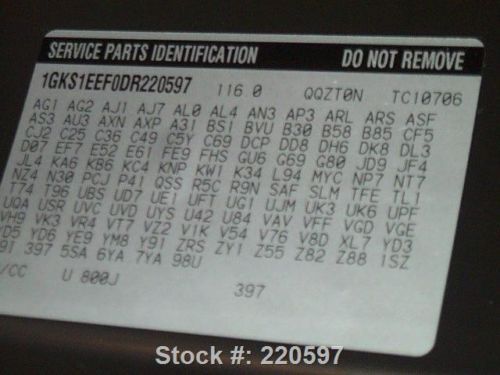 SERVICE PARTS IDENTIFICATION DO NOT REMOVE
1GKS1EEF0DR220597 116.0 QQZT0N TC10706
AG1 AG2 AJ1 AJ7 AL0 AL4 AN3 AP3 ARL ARS ASF
AS3 AU3 AXN AXP A31 BS1 BVU B30 B58 B85 CF5
CJ2 C25 C36 C49 C5Y C69 DCP DD8 DH6 DK8 DL3
D07 EF7 E52 E61 FE9 FHS GU6 G69 G80 JD9 JF4
JL4 KA6 KB6 KC4 KNP KW1 K34 L94 MYC NP7 NT7
NZ4 N30 PCJ P41 QSS R5C R9N SAF SLM TFE TL1
T74 T96 UBS UD7 UE1 UFT UG1 UJM UK3 UK6 UPF
UQA USR UVC UVD UYS U42 U84 VAV VFF VGD VGE
VH9 VK3 VR4 VT7 VZ2 V1K V54 V76 V8D XL7 YD3
YD5 YD6 YE9 YM8 Y91 ZRS ZY1 Z55 Z82 Z88 1SZ
397 5SA 6YA 7YA 98U
/CC U 800J
397
Stock #: 220597